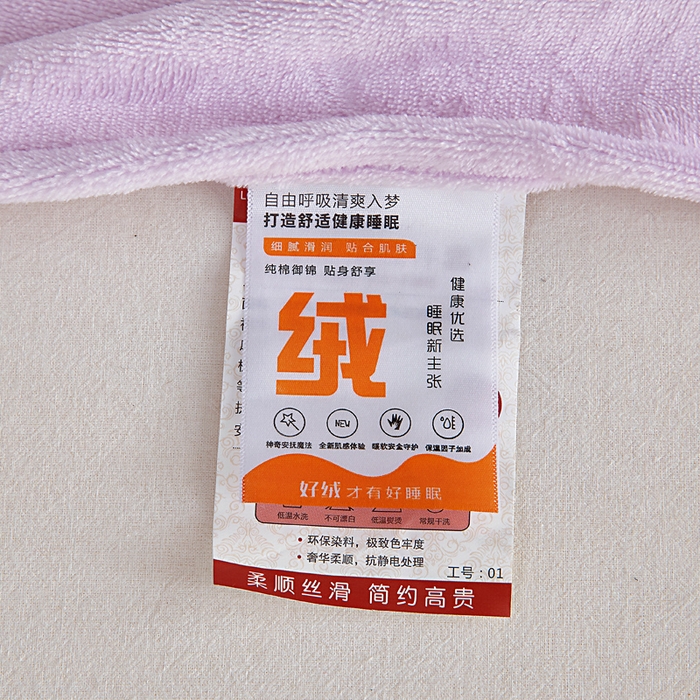 自由呼吸清爽入梦
打造舒适健康睡眠
细腻滑润 贴合肌肤
纯棉御锦 贴身舒享
绒
健康优选
睡眠新主张
NEW
神奇安抚魔法 全新肌感体验 暖软安全守护 保温因子加成
好绒才有好睡眠
低温水洗 不可漂白 低温熨烫 常规干洗
•环保染料，极致色牢度
•奢华柔顺，抗静电处理
工号：01
柔顺丝滑 简约高贵